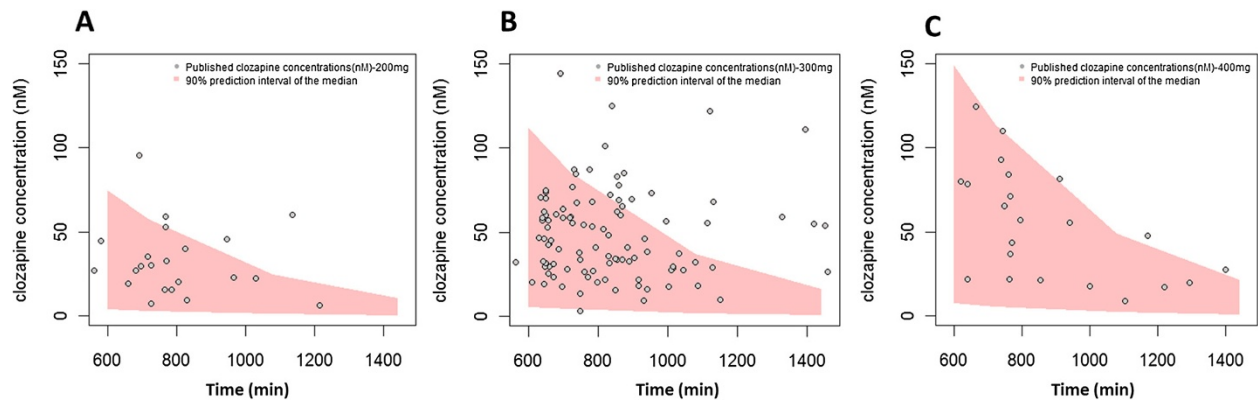 A
B
C
Published clozapine concentrations(nM)-200mg
90% prediction interval of the median
clozapine concentration (nM)
0
50
100
150
600
800
1000
1200
1400
Time (min)
Published clozapine concentrations(nM)-300mg
90% prediction interval of the median
clozapine concentration (nM)
0
50
100
150
600
800
1000
1200
1400
Time (min)
Published clozapine concentrations(nM)-400mg
90% prediction interval of the median
clozapine concentration (nM)
0
50
100
150
600
800
1000
1200
1400
Time (min)